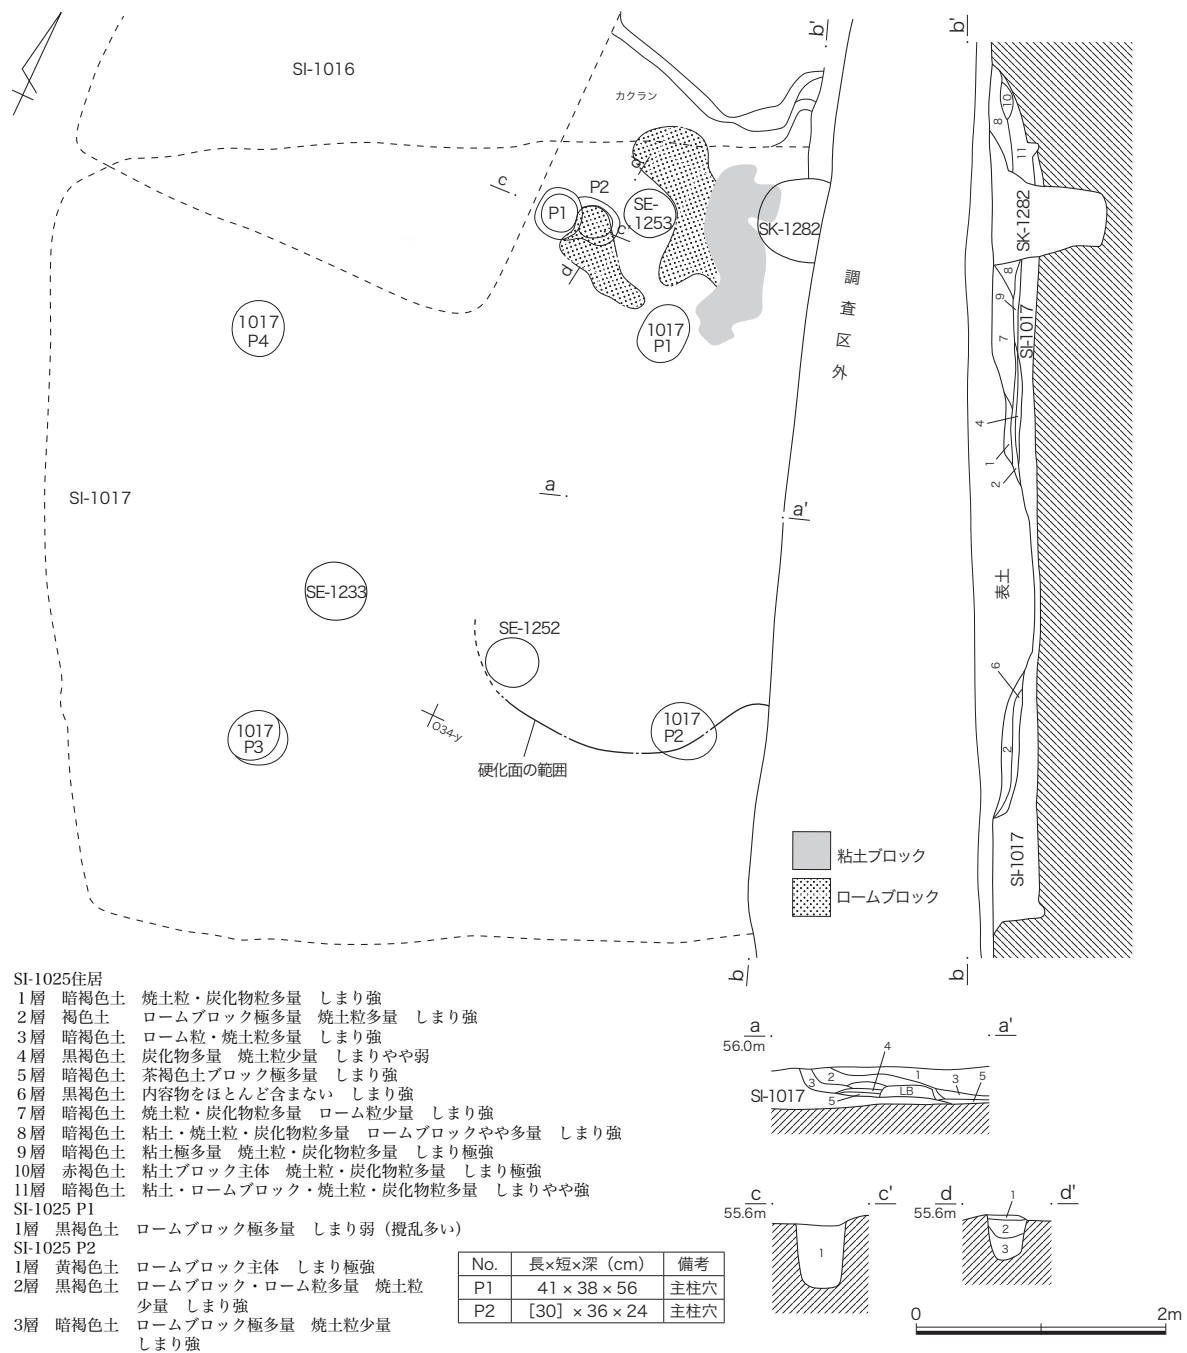 SI-1016
カクラン
b'
b'
c
P2
P1
SE-
1253
c'
d'
d
SK-1282
10
8
11
SK-1282
調査区外
1017
P4
1017
P1
8
9
7
SI-1017
4
1
2
SI-1017
a
a'
表土
SE-1233
SE-1252
6
2
O34-y
1017
P3
1017
P2
硬化面の範囲
粘土ブロック
ロームブロック
SI-1017
b
b
SI-1025住居
1層 暗褐色土 焼土粒・炭化物粒多量 しまり強
2層 褐色土 ロームブロック極多量 焼土粒多量 しまり強
3層 暗褐色土 ローム粒・焼土粒多量 しまり強
4層 黒褐色土 炭化物多量 焼土粒少量 しまりやや弱
5層 暗褐色土 茶褐色土ブロック極多量 しまり強
6層 黒褐色土 内容物をほとんど含まない しまり強
7層 暗褐色土 焼土粒・炭化物粒多量 ローム粒少量 しまり強
8層 暗褐色土 粘土・焼土粒・炭化物粒多量 ロームブロックやや多量 しまり強
9層 暗褐色土 粘土極多量 焼土粒・炭化物粒多量 しまり極強
10層 赤褐色土 粘土ブロック主体 焼土粒・炭化物粒多量 しまり極強
11層 暗褐色土 粘土・ロームブロック・焼土粒・炭化物粒多量 しまりやや強
SI-1025 P1
1層 黒褐色土 ロームブロック極多量 しまり弱（攪乱多い）
SI-1025 P2
1層 黄褐色土 ロームブロック主体 しまり極強
2層 黒褐色土 ロームブロック・ローム粒多量 焼土粒
少量 しまり強
3層 暗褐色土 ロームブロック極多量 焼土粒少量
しまり強
No. 長×短×深（cm） 備考
P1 41 × 38 × 56 主柱穴
P2 [30] × 36 × 24 主柱穴
a a'
56.0m
4
3 2 1 3 5
LB
SI-1017
5
c c'
55.6m
1
d d'
55.6m
1
2
3
0 2m